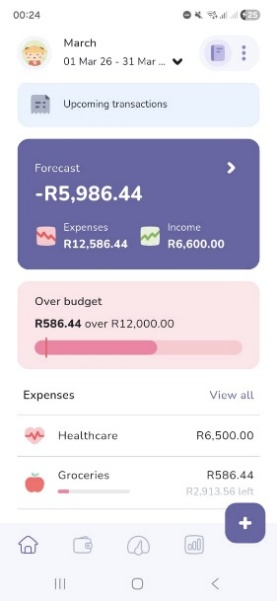 00:24
25
March
01 Mar 26 - 31 Mar ...
Upcoming transactions
Forecast
-R5,986.44
Expenses
R12,586.44
Income
R6,600.00
Over budget
R586.44 over R12,000.00
Expenses
View all
Healthcare
R6,500.00
Groceries
R586.44
R2,913.56 left
+